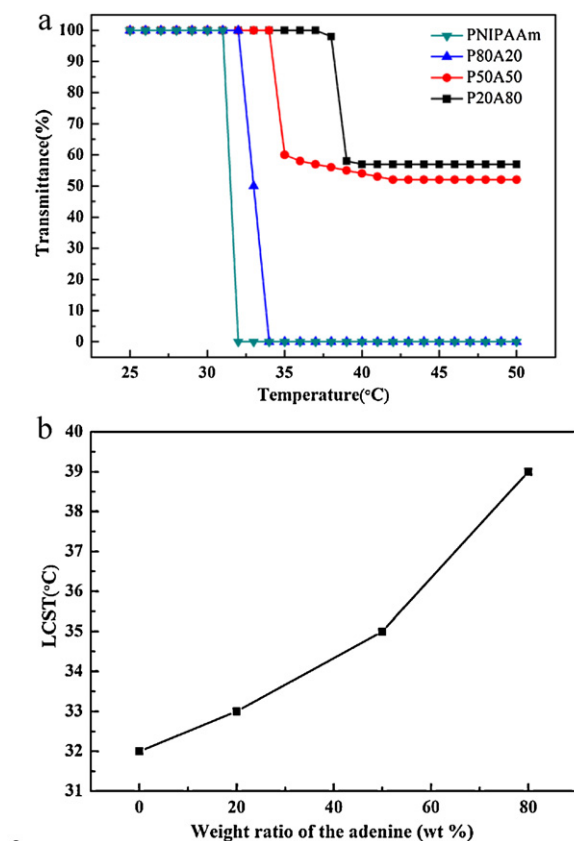 a
100
90
80
70
60
50
40
30
20
10
0
Transmittance(%)
PNIPAAm
P80A20
P50A50
P20A80
25 30 35 40 45 50
Temperature(°C)
b
40
39
38
37
36
35
34
33
32
31
LCST(°C)
0 20 40 60 80
Weight ratio of the adenine (wt %)